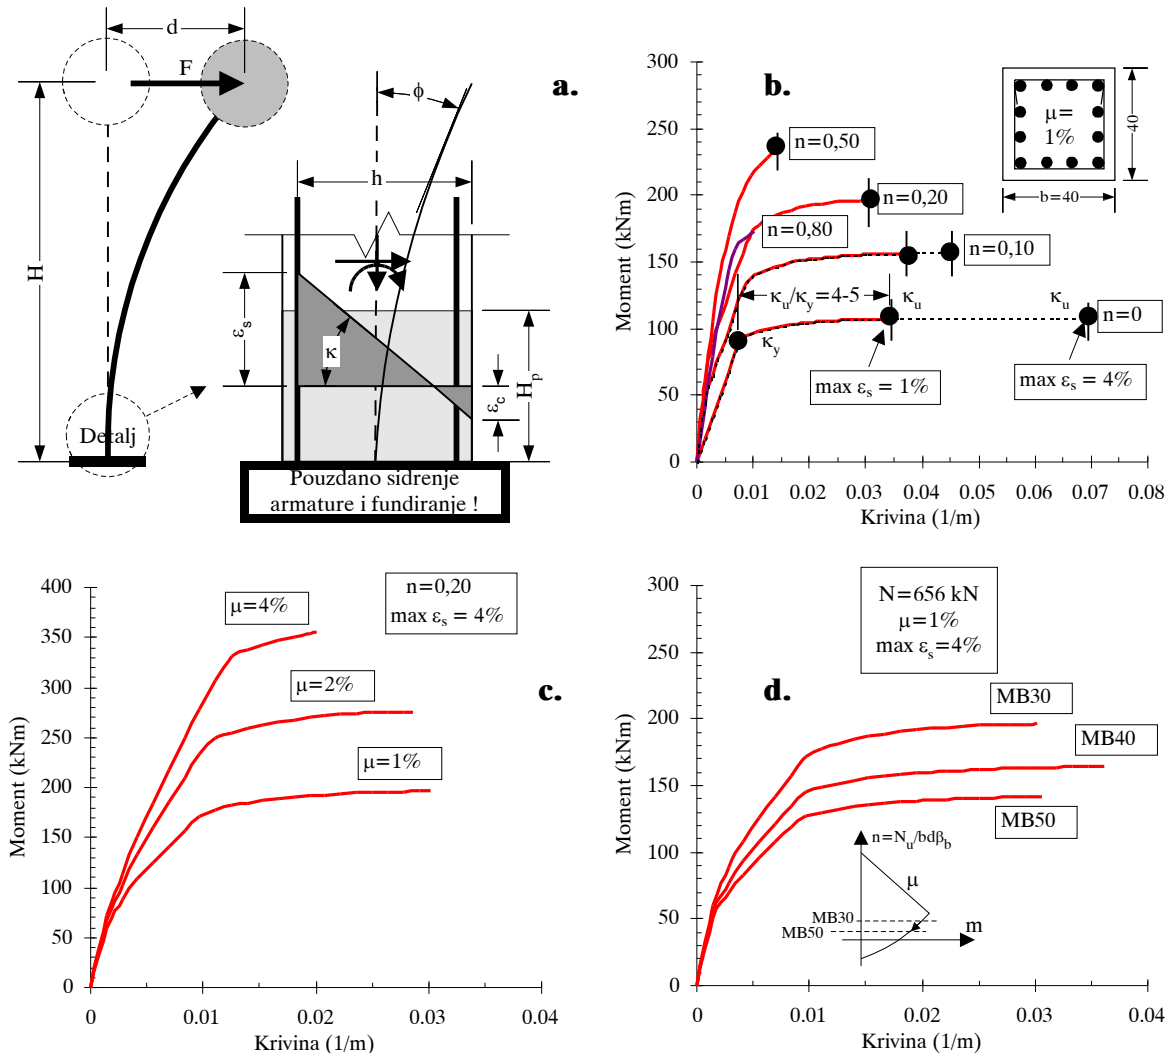 a.
d
F
H
Detalj
ϕ
h
ε_s
κ
ε_c
H_p
Pouzdano sidrenje
armature i fundiranje !
b.
300
250
200
150
100
50
0
Moment (kNm)
0
0.01
0.02
0.03
0.04
0.05
0.06
0.07
0.08
Krivina (1/m)
n=0,50
n=0,20
n=0,80
n=0,10
n=0
κ_u/κ_y=4-5
κ_y
κ_u
κ_u
max ε_s = 1%
max ε_s = 4%
μ=
1%
40
b=40
c.
400
350
300
250
200
150
100
50
0
Moment (kNm)
0
0.01
0.02
0.03
0.04
Krivina (1/m)
n=0,20
max ε_s = 4%
μ=4%
μ=2%
μ=1%
d.
300
250
200
150
100
50
0
Moment (kNm)
0
0.01
0.02
0.03
0.04
Krivina (1/m)
N=656 kN
μ=1%
max ε_s=4%
MB30
MB40
MB50
n=N_u/bdβ_b
μ
MB30
MB50
m